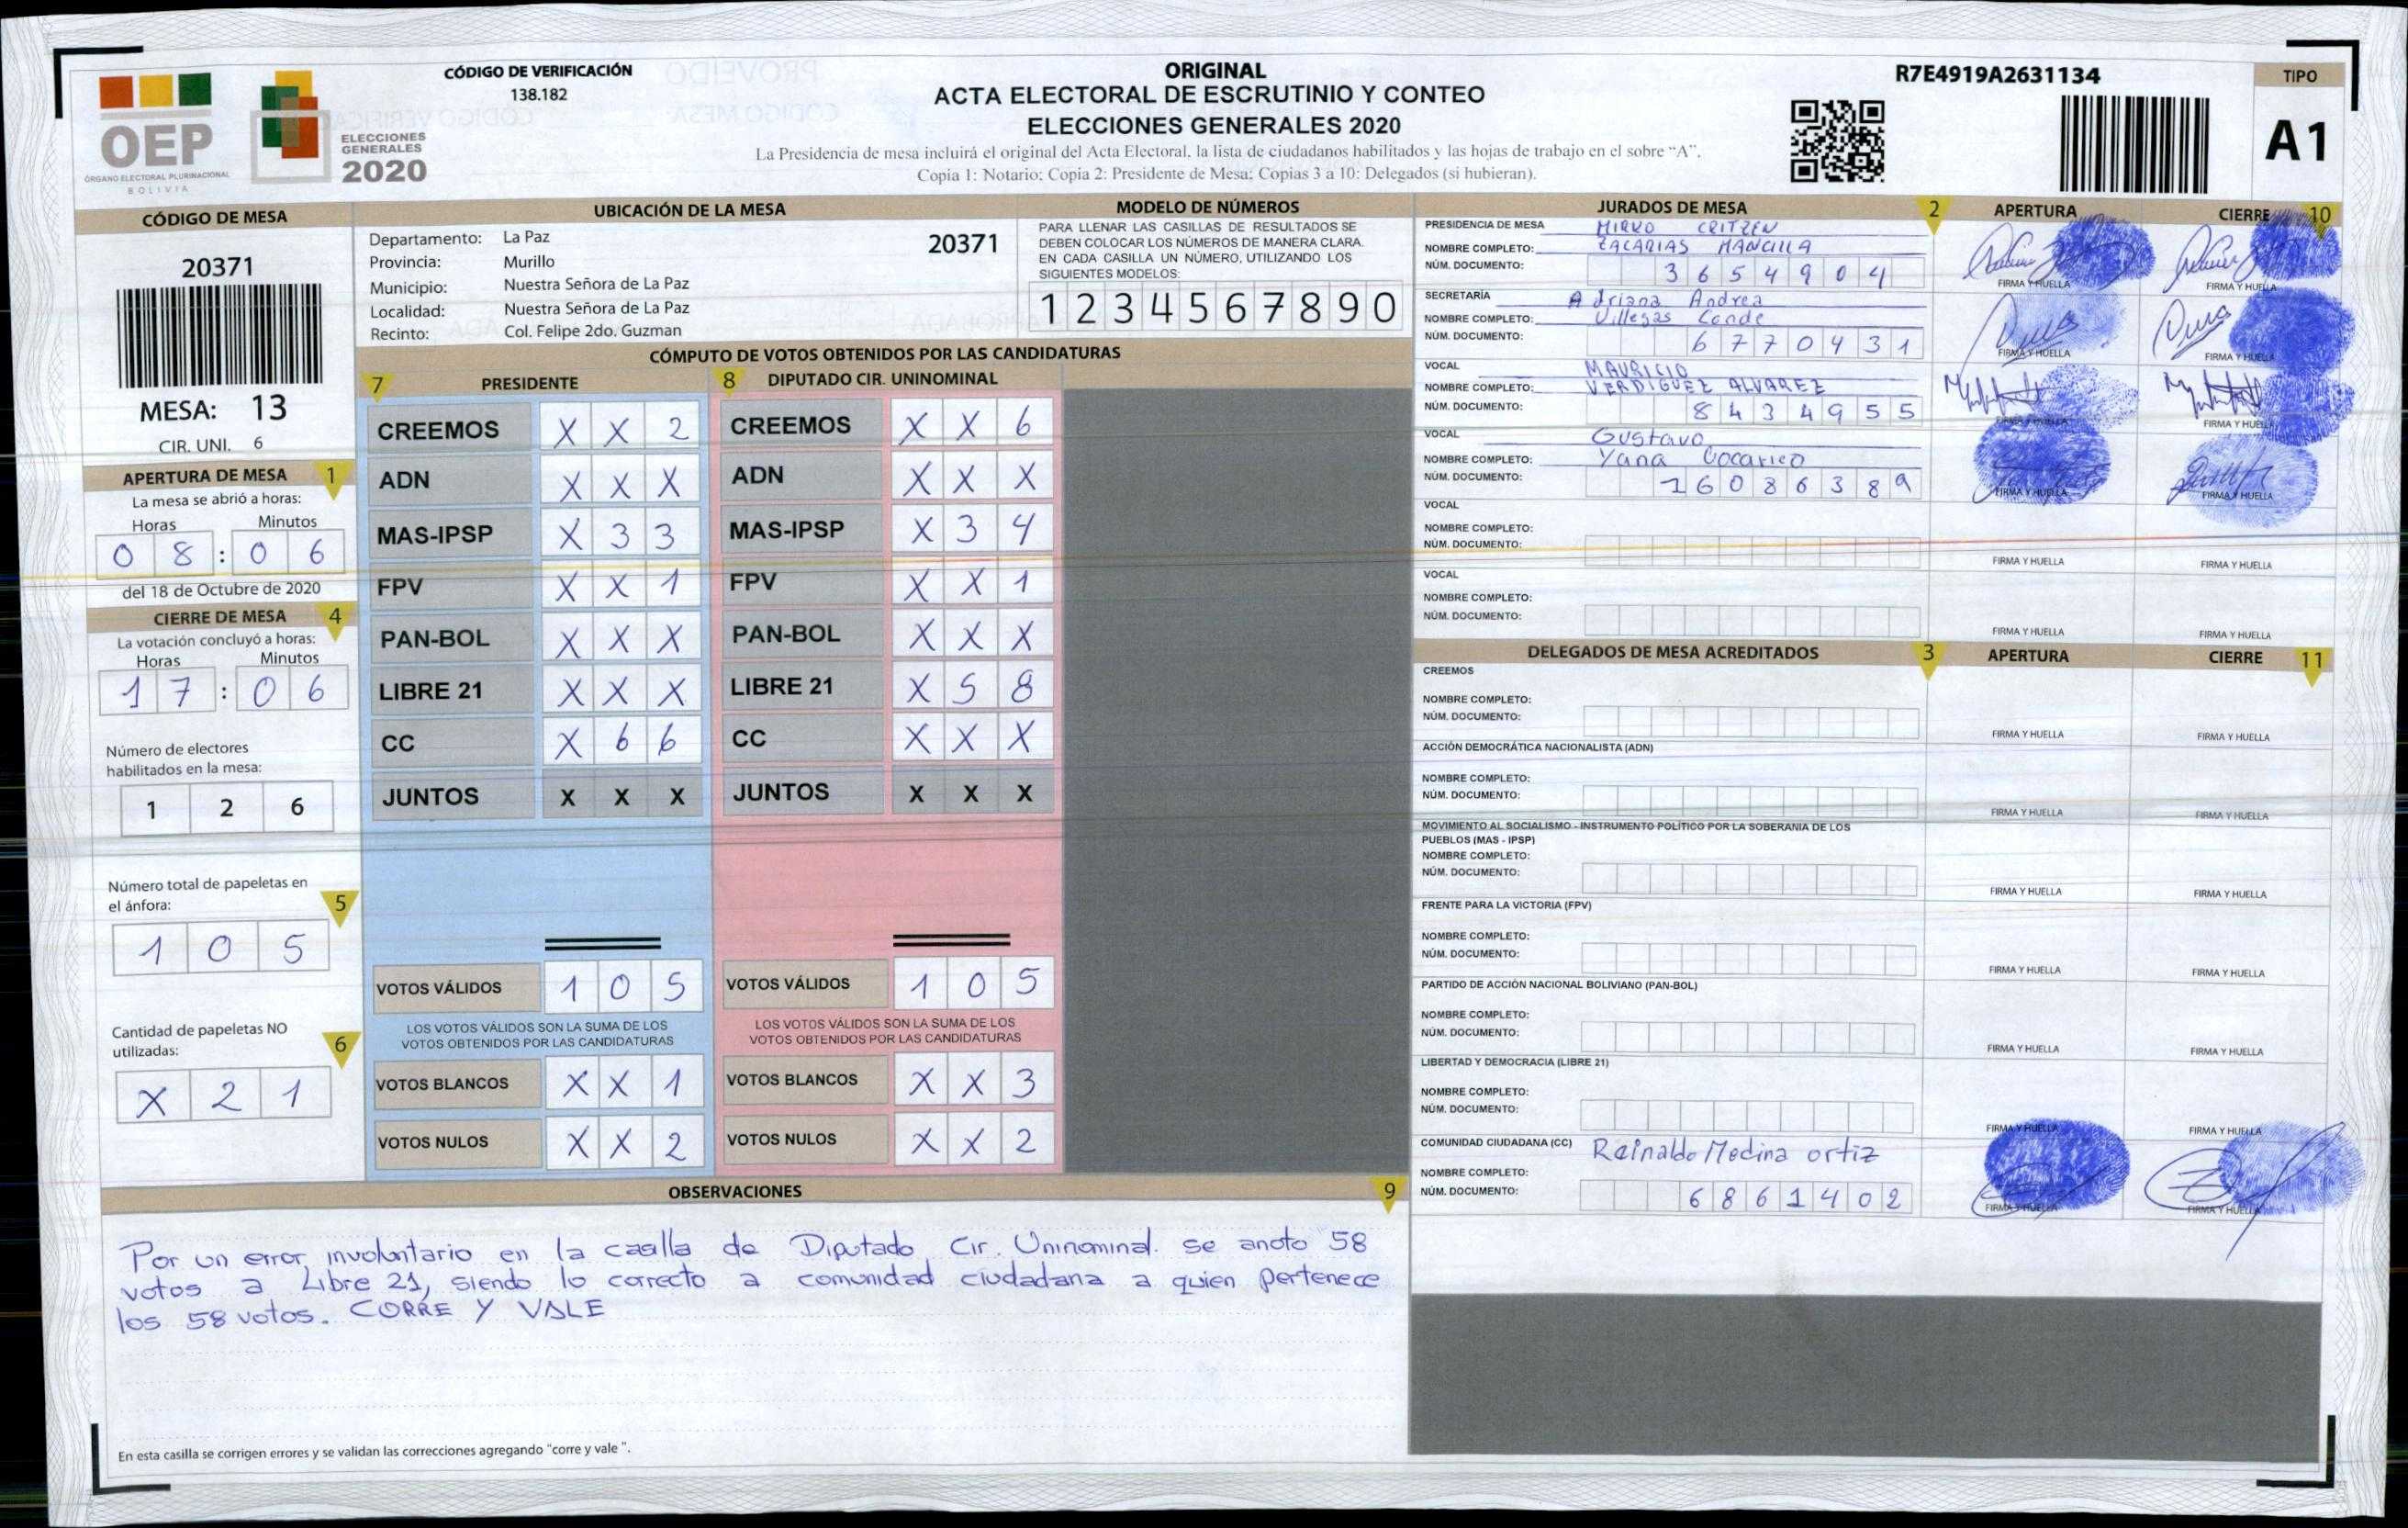 CÓDIGO DE VERIFICACIÓN
138.182
OEP
ÓRGANO ELECTORAL PLURINACIONAL
BOLIVIA
ELECCIONES
GENERALES
2020
ORIGINAL
ACTA ELECTORAL DE ESCRUTINIO Y CONTEO
ELECCIONES GENERALES 2020
La Presidencia de mesa incluirá el original del Acta Electoral, la lista de ciudadanos habilitados y las hojas de trabajo en el sobre “A”.
Copia 1: Notario; Copia 2: Presidente de Mesa; Copias 3 a 10: Delegados (si hubieran).
R7E4919A2631134
TIPO
A1
CÓDIGO DE MESA
20371
MESA: 13
CIR. UNI. 6
APERTURA DE MESA 1
La mesa se abrió a horas:
Horas Minutos
0 8 : 0 6
del 18 de Octubre de 2020
CIERRE DE MESA 4
La votación concluyó a horas:
Horas Minutos
1 7 : 0 6
Número de electores
habilitados en la mesa:
1 2 6
Número total de papeletas en
el ánfora:
5
1 0 5
Cantidad de papeletas NO
utilizadas:
6
X 2 1
UBICACIÓN DE LA MESA
Departamento: La Paz
20371
Provincia: Murillo
Municipio: Nuestra Señora de La Paz
Localidad: Nuestra Señora de La Paz
Recinto: Col. Felipe 2do. Guzman
MODELO DE NÚMEROS
PARA LLENAR LAS CASILLAS DE RESULTADOS SE
DEBEN COLOCAR LOS NÚMEROS DE MANERA CLARA.
EN CADA CASILLA UN NÚMERO, UTILIZANDO LOS
SIGUIENTES MODELOS:
1 2 3 4 5 6 7 8 9 0
CÓMPUTO DE VOTOS OBTENIDOS POR LAS CANDIDATURAS
7 PRESIDENTE
CREEMOS X X 2
ADN X X X
MAS-IPSP X 3 3
FPV X X 1
PAN-BOL X X X
LIBRE 21 X X X
CC X 6 6
JUNTOS X X X
VOTOS VÁLIDOS 1 0 5
LOS VOTOS VÁLIDOS SON LA SUMA DE LOS
VOTOS OBTENIDOS POR LAS CANDIDATURAS
VOTOS BLANCOS X X 1
VOTOS NULOS X X 2
8 DIPUTADO CIR. UNINOMINAL
CREEMOS X X 6
ADN X X X
MAS-IPSP X 3 4
FPV X X 1
PAN-BOL X X X
LIBRE 21 X 5 8
CC X X X
JUNTOS X X X
VOTOS VÁLIDOS 1 0 5
LOS VOTOS VÁLIDOS SON LA SUMA DE LOS
VOTOS OBTENIDOS POR LAS CANDIDATURAS
VOTOS BLANCOS X X 3
VOTOS NULOS X X 2
OBSERVACIONES 9
Por un error involuntario en la casilla de Diputado Cir. Uninominal. se anoto 58
votos a Libre 21, siendo lo correcto a comunidad ciudadana a quien pertenece
los 58 votos. CORRE Y VALE
En esta casilla se corrigen errores y se validan las correcciones agregando "corre y vale ".
JURADOS DE MESA 2 APERTURA CIERRE 10
PRESIDENCIA DE MESA MIRKO CRITZEN
NOMBRE COMPLETO: ZACARIAS MANCILLA
NÚM. DOCUMENTO: 3 6 5 4 9 0 4
FIRMA Y HUELLA FIRMA Y HUELLA
SECRETARÍA Adriana Andrea
NOMBRE COMPLETO: Villegas Conde
NÚM. DOCUMENTO: 6 7 7 0 4 3 1
FIRMA Y HUELLA FIRMA Y HUELLA
VOCAL MAURICIO
NOMBRE COMPLETO: VERDIGUEZ ALVAREZ
NÚM. DOCUMENTO: 8 4 3 4 9 5 5
FIRMA Y HUELLA FIRMA Y HUELLA
VOCAL Gustavo
NOMBRE COMPLETO: Yana Cocarico
NÚM. DOCUMENTO: 1 6 0 8 6 3 8 9
FIRMA Y HUELLA FIRMA Y HUELLA
VOCAL
NOMBRE COMPLETO:
NÚM. DOCUMENTO:
FIRMA Y HUELLA FIRMA Y HUELLA
VOCAL
NOMBRE COMPLETO:
NÚM. DOCUMENTO:
FIRMA Y HUELLA FIRMA Y HUELLA
DELEGADOS DE MESA ACREDITADOS 3 APERTURA CIERRE 11
CREEMOS
NOMBRE COMPLETO:
NÚM. DOCUMENTO:
FIRMA Y HUELLA FIRMA Y HUELLA
ACCIÓN DEMOCRÁTICA NACIONALISTA (ADN)
NOMBRE COMPLETO:
NÚM. DOCUMENTO:
FIRMA Y HUELLA FIRMA Y HUELLA
MOVIMIENTO AL SOCIALISMO - INSTRUMENTO POLÍTICO POR LA SOBERANIA DE LOS
PUEBLOS (MAS - IPSP)
NOMBRE COMPLETO:
NÚM. DOCUMENTO:
FIRMA Y HUELLA FIRMA Y HUELLA
FRENTE PARA LA VICTORIA (FPV)
NOMBRE COMPLETO:
NÚM. DOCUMENTO:
FIRMA Y HUELLA FIRMA Y HUELLA
PARTIDO DE ACCIÓN NACIONAL BOLIVIANO (PAN-BOL)
NOMBRE COMPLETO:
NÚM. DOCUMENTO:
FIRMA Y HUELLA FIRMA Y HUELLA
LIBERTAD Y DEMOCRACIA (LIBRE 21)
NOMBRE COMPLETO:
NÚM. DOCUMENTO:
FIRMA Y HUELLA FIRMA Y HUELLA
COMUNIDAD CIUDADANA (CC) Reinaldo Medina ortiz
NOMBRE COMPLETO:
NÚM. DOCUMENTO: 6 8 6 1 4 0 2
FIRMA Y HUELLA FIRMA Y HUELLA